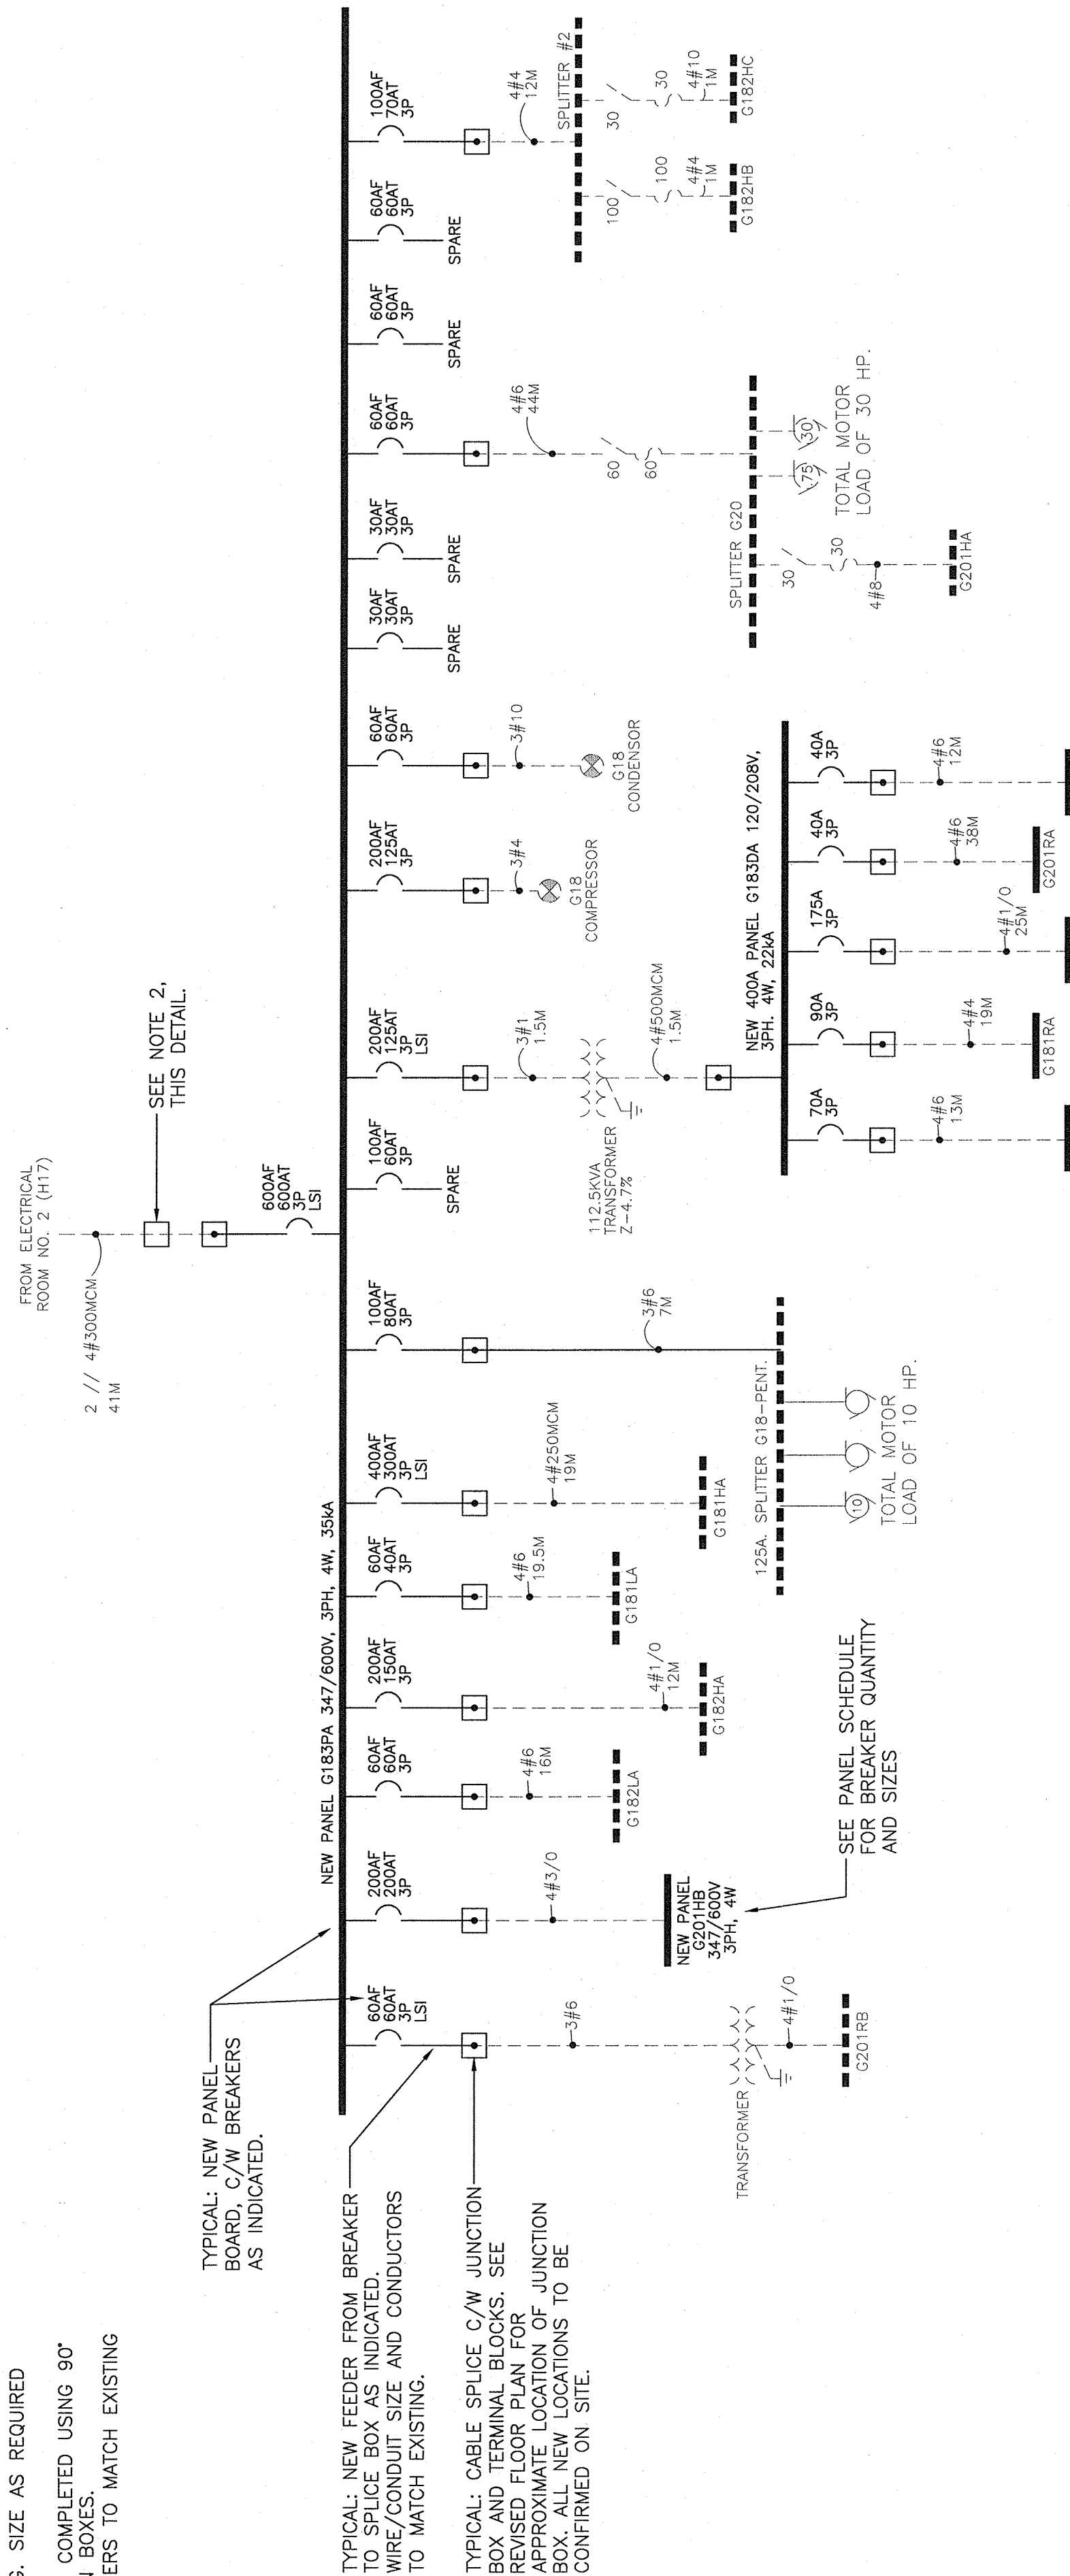 G. SIZE AS REQUIRED
COMPLETED USING 90°
N BOXES.
ERS TO MATCH EXISTING
FROM ELECTRICAL
ROOM NO. 2 (H17)
2 // 4#300MCM
41M
SEE NOTE 2,
THIS DETAIL.
600AF
600AT
3P
LSI
TYPICAL: NEW PANEL
BOARD, C/W BREAKERS
AS INDICATED.
NEW PANEL G183PA 347/600V, 3PH, 4W, 35kA
TYPICAL: NEW FEEDER FROM BREAKER
TO SPLICE BOX AS INDICATED.
WIRE/CONDUIT SIZE AND CONDUCTORS
TO MATCH EXISTING.
TYPICAL: CABLE SPLICE C/W JUNCTION
BOX AND TERMINAL BLOCKS. SEE
REVISED FLOOR PLAN FOR
APPROXIMATE LOCATION OF JUNCTION
BOX. ALL NEW LOCATIONS TO BE
CONFIRMED ON SITE.
60AF
60AT
3P
LSI
3#6
TRANSFORMER
4#1/0
G201RB
200AF
200AT
3P
4#3/0
NEW PANEL
G201HB
347/600V
3PH, 4W
SEE PANEL SCHEDULE
FOR BREAKER QUANTITY
AND SIZES
60AF
60AT
3P
4#6
16M
G182LA
200AF
150AT
3P
4#1/0
12M
G182HA
60AF
40AT
3P
4#6
19.5M
G181LA
400AF
300AT
3P
LSI
4#250MCM
19M
G181HA
100AF
80AT
3P
3#6
7M
125A. SPLITTER G18-PENT.
10
TOTAL MOTOR
LOAD OF 10 HP.
100AF
60AT
3P
SPARE
200AF
125AT
3P
LSI
3#1
1.5M
112.5KVA
TRANSFORMER
Z-4.7%
4#500MCM
1.5M
NEW 400A PANEL G183DA 120/208V,
3PH. 4W, 22kA
70A
3P
4#6
13M
90A
3P
4#4
19M
G181RA
175A
3P
4#1/0
25M
40A
3P
4#6
38M
G201RA
40A
3P
4#6
12M
200AF
125AT
3P
3#4
G18
COMPRESSOR
60AF
60AT
3P
3#10
G18
CONDENSOR
30AF
30AT
3P
SPARE
30AF
30AT
3P
SPARE
60AF
60AT
3P
4#6
44M
60
60
SPLITTER G20
30
30
4#8
G201HA
.75
30
TOTAL MOTOR
LOAD OF 30 HP.
60AF
60AT
3P
SPARE
60AF
60AT
3P
SPARE
100AF
70AT
3P
4#4
12M
SPLITTER #2
100
100
4#4
1M
G182HB
30
30
4#10
1M
G182HC